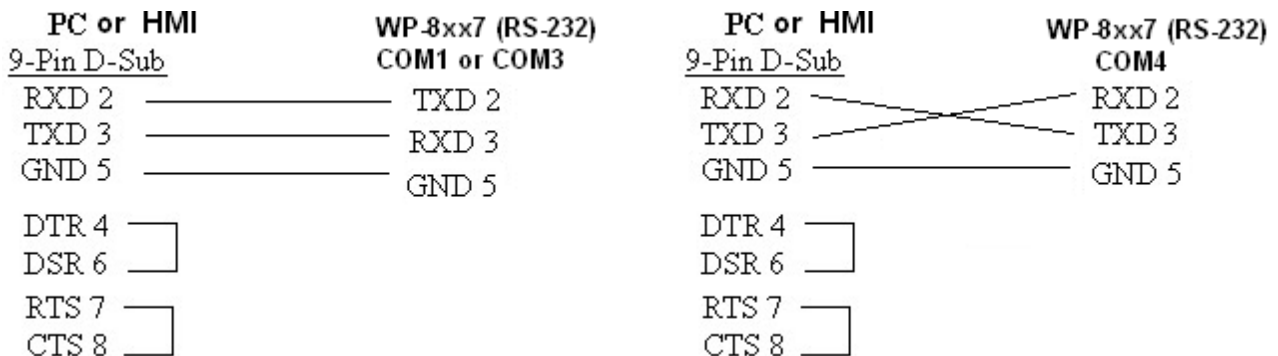 PC or HMI
WP-8xx7 (RS-232)
9-Pin D-Sub
COM1 or COM3
RXD 2
TXD 2
TXD 3
RXD 3
GND 5
GND 5
DTR 4
DSR 6
RTS 7
CTS 8
PC or HMI
WP-8xx7 (RS-232)
9-Pin D-Sub
COM4
RXD 2
RXD 2
TXD 3
TXD 3
GND 5
GND 5
DTR 4
DSR 6
RTS 7
CTS 8